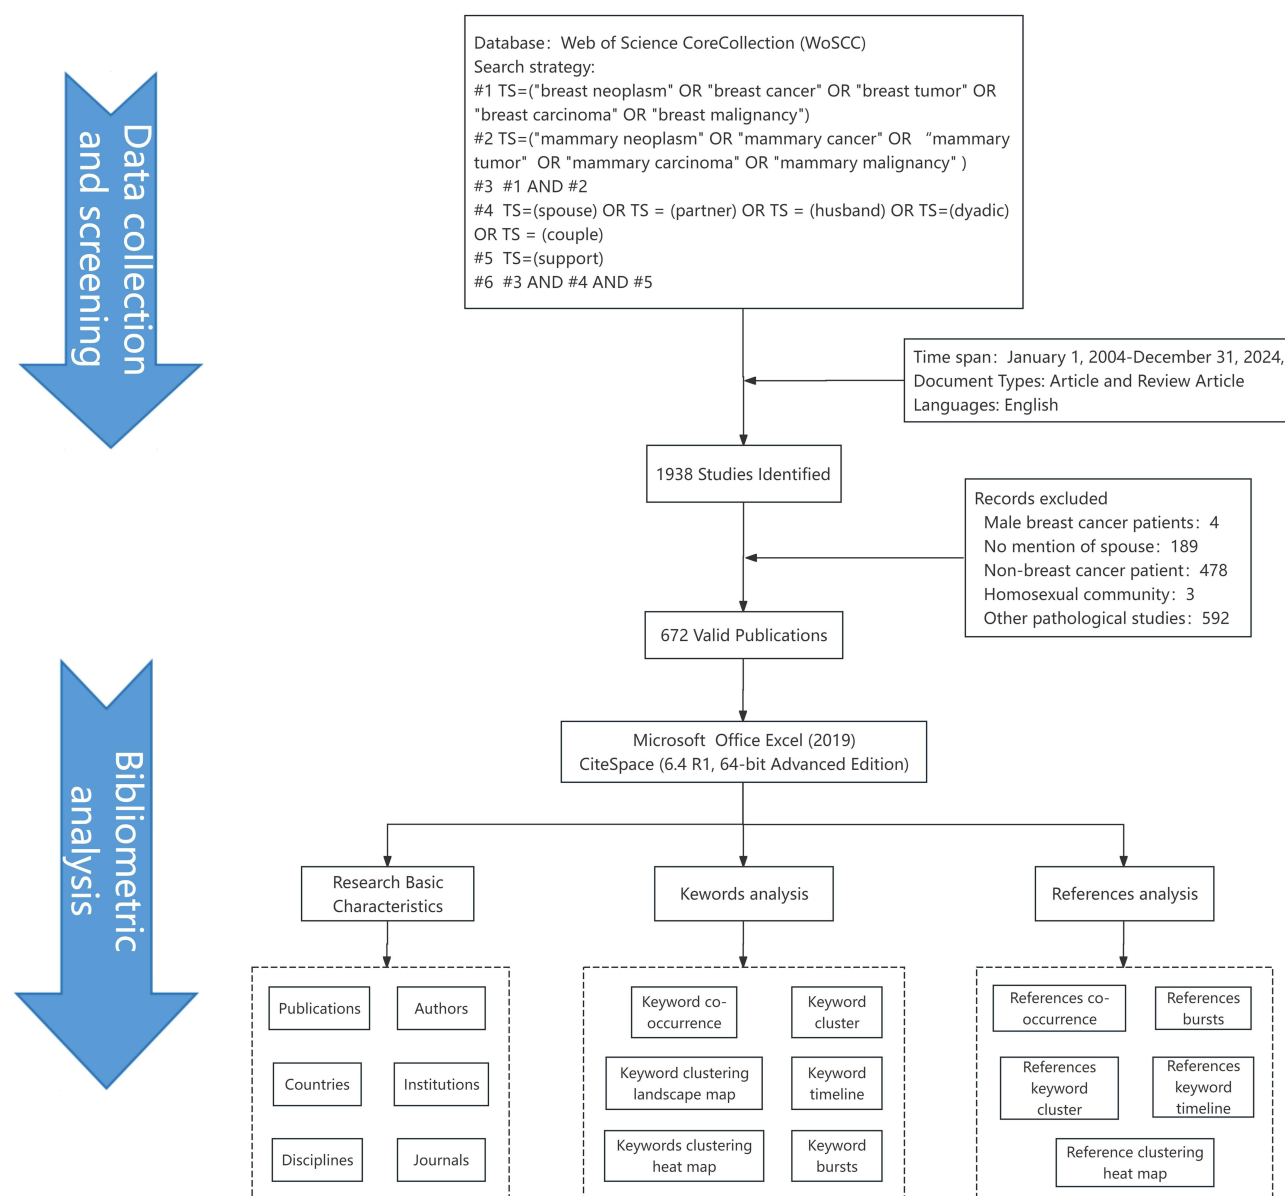 Data collection
and screening
Database：Web of Science CoreCollection (WoSCC)
Search strategy:
#1 TS=("breast neoplasm" OR "breast cancer" OR "breast tumor" OR
"breast carcinoma" OR "breast malignancy")
#2 TS=("mammary neoplasm" OR "mammary cancer" OR “mammary
tumor" OR "mammary carcinoma" OR "mammary malignancy" )
#3 #1 AND #2
#4 TS=(spouse) OR TS = (partner) OR TS = (husband) OR TS=(dyadic)
OR TS = (couple)
#5 TS=(support)
#6 #3 AND #4 AND #5
Time span：January 1, 2004-December 31, 2024,
Document Types: Article and Review Article
Languages: English
1938 Studies Identified
Records excluded
Male breast cancer patients：4
No mention of spouse：189
Non-breast cancer patient：478
Homosexual community：3
Other pathological studies：592
672 Valid Publications
Bibliometric
analysis
Microsoft Office Excel (2019)
CiteSpace (6.4 R1, 64-bit Advanced Edition)
Research Basic
Characteristics
Kewords analysis
References analysis
Publications
Authors
Countries
Institutions
Disciplines
Journals
Keyword co-
occurrence
Keyword
cluster
Keyword clustering
landscape map
Keyword
timeline
Keywords clustering
heat map
Keyword
bursts
References co-
occurrence
References
bursts
References
keyword
cluster
References
keyword
timeline
Reference clustering
heat map